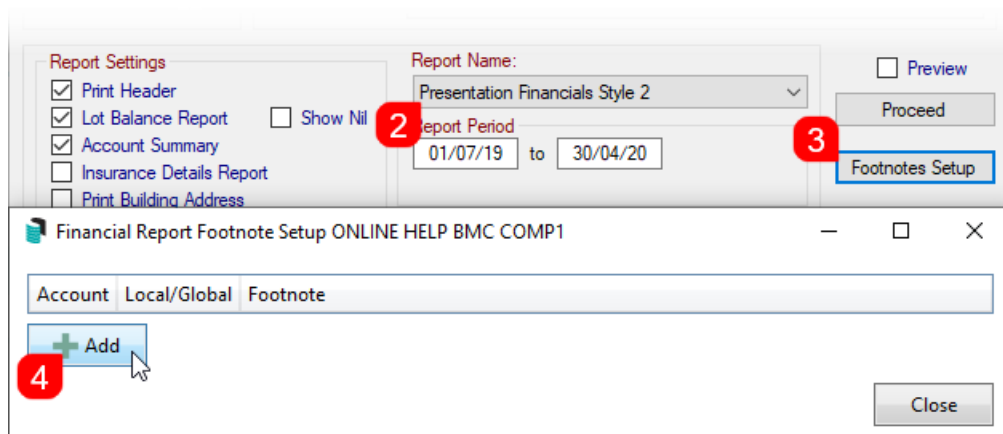 Report Settings
Print Header
Lot Balance Report
Show Nil
Account Summary
Insurance Details Report
Print Building Address
Report Name:
Presentation Financials Style 2
2
Report Period
01/07/19 to 30/04/20
Preview
Proceed
3
Footnotes Setup
Financial Report Footnote Setup ONLINE HELP BMC COMP1
Account Local/Global Footnote
Add
4
Close